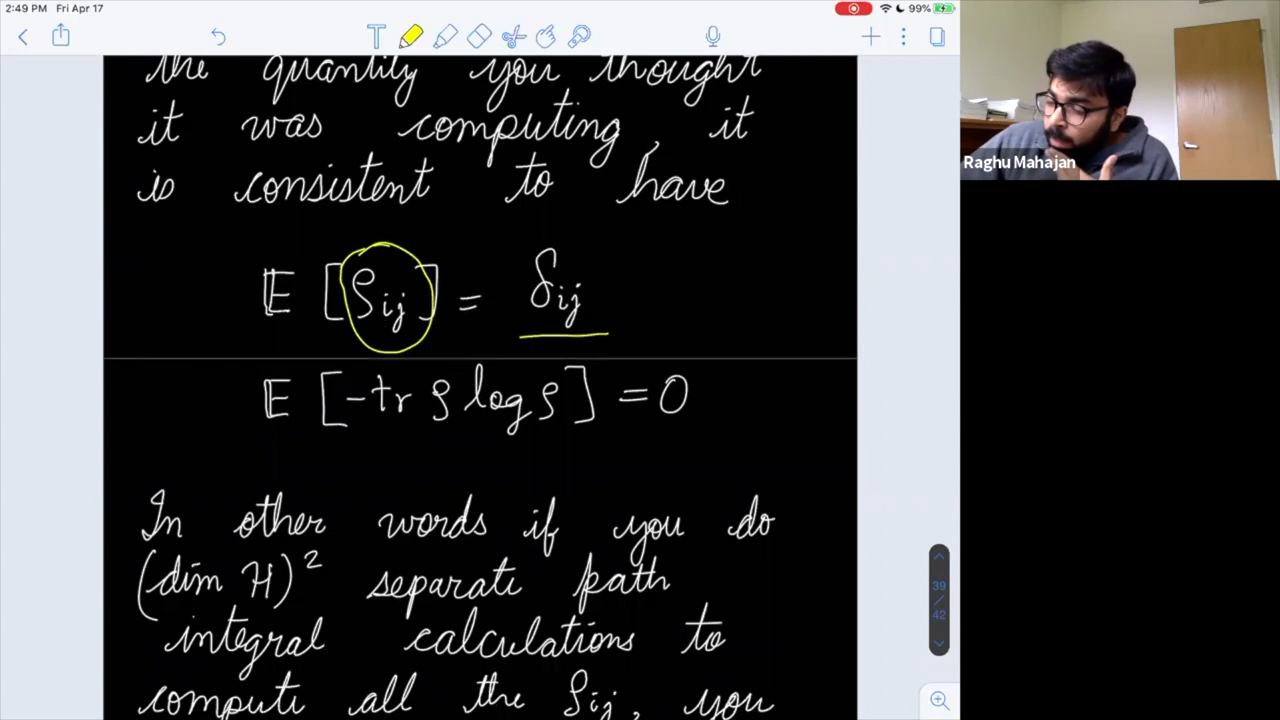 2:49 PM Fri Apr 17
99%
the quantity you thought
it was computing, it
is consistent to have
𝔼 [ρij] = δij
𝔼 [-tr ρ log ρ] = 0
In other words if you do
(dim H)² separate path
integral calculations to
compute all the ρij, you
39 / 42
Raghu Mahajan